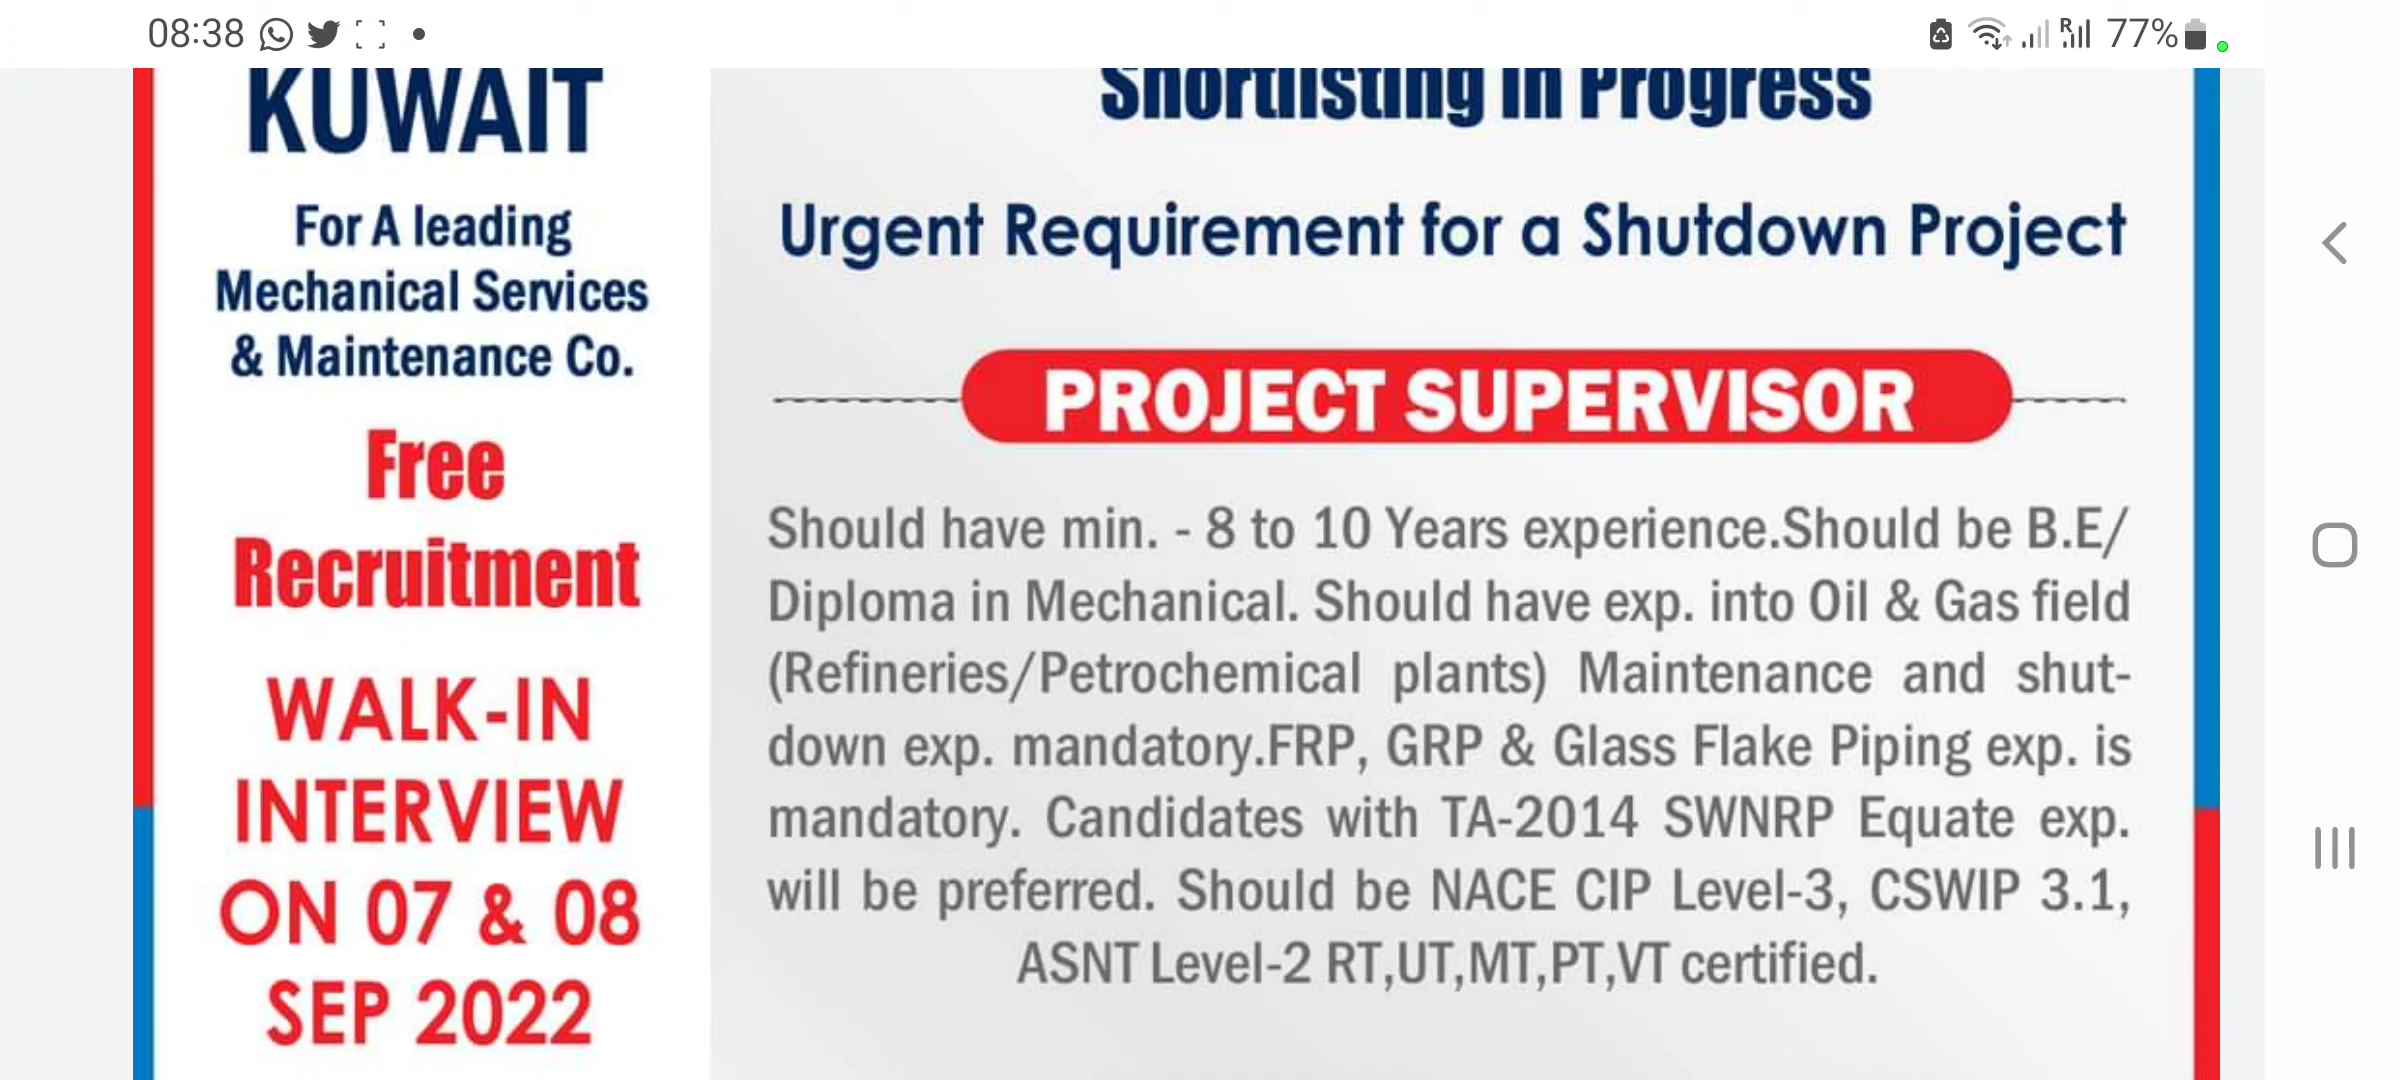 08:38
77%
KUWAIT
For A leading
Mechanical Services
& Maintenance Co.
Free
Recruitment
WALK-IN
INTERVIEW
ON 07 & 08
SEP 2022
Shortlisting in Progress
Urgent Requirement for a Shutdown Project
PROJECT SUPERVISOR
Should have min. - 8 to 10 Years experience.Should be B.E/
Diploma in Mechanical. Should have exp. into Oil & Gas field
(Refineries/Petrochemical plants) Maintenance and shut-
down exp. mandatory.FRP, GRP & Glass Flake Piping exp. is
mandatory. Candidates with TA-2014 SWNRP Equate exp.
will be preferred. Should be NACE CIP Level-3, CSWIP 3.1,
ASNT Level-2 RT,UT,MT,PT,VT certified.